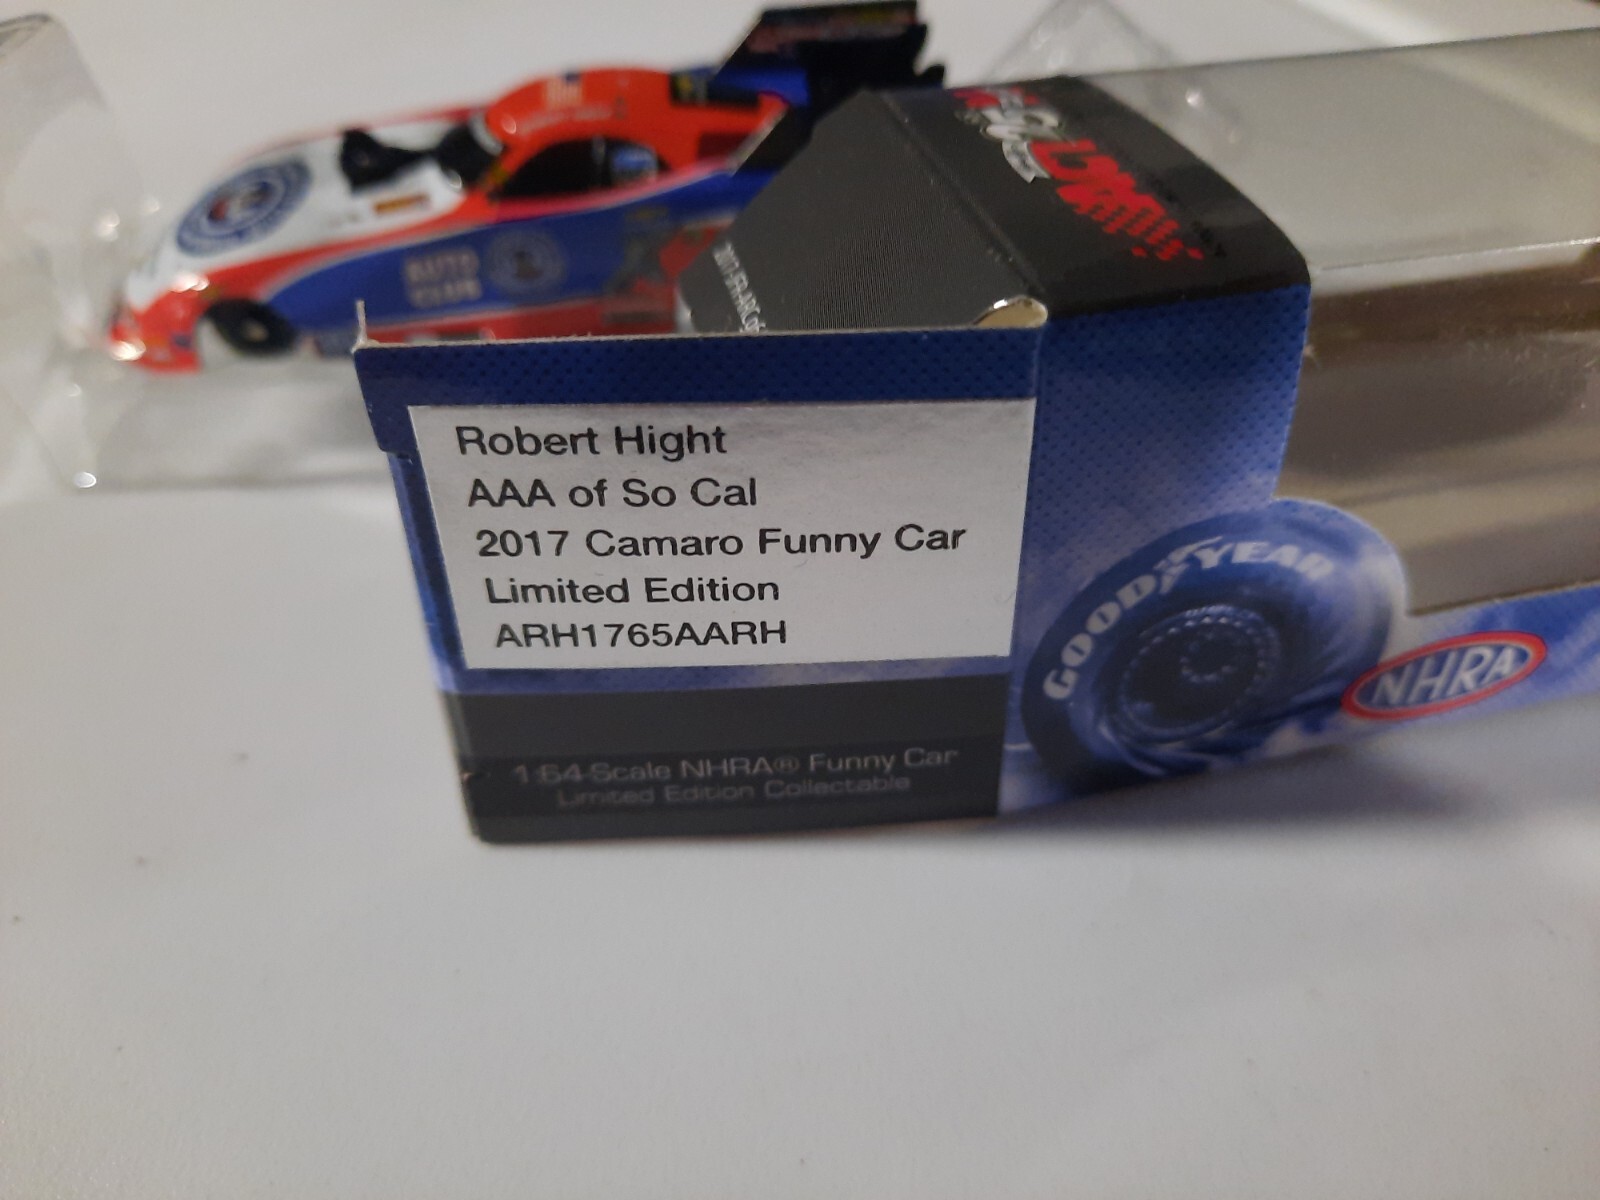 AUTO
CLUB
Robert Hight
AAA of So Cal
2017 Camaro Funny Car
Limited Edition
ARH1765AARH
1:64 Scale NHRA® Funny Car
Limited Edition Collectable
GOODYEAR
NHRA